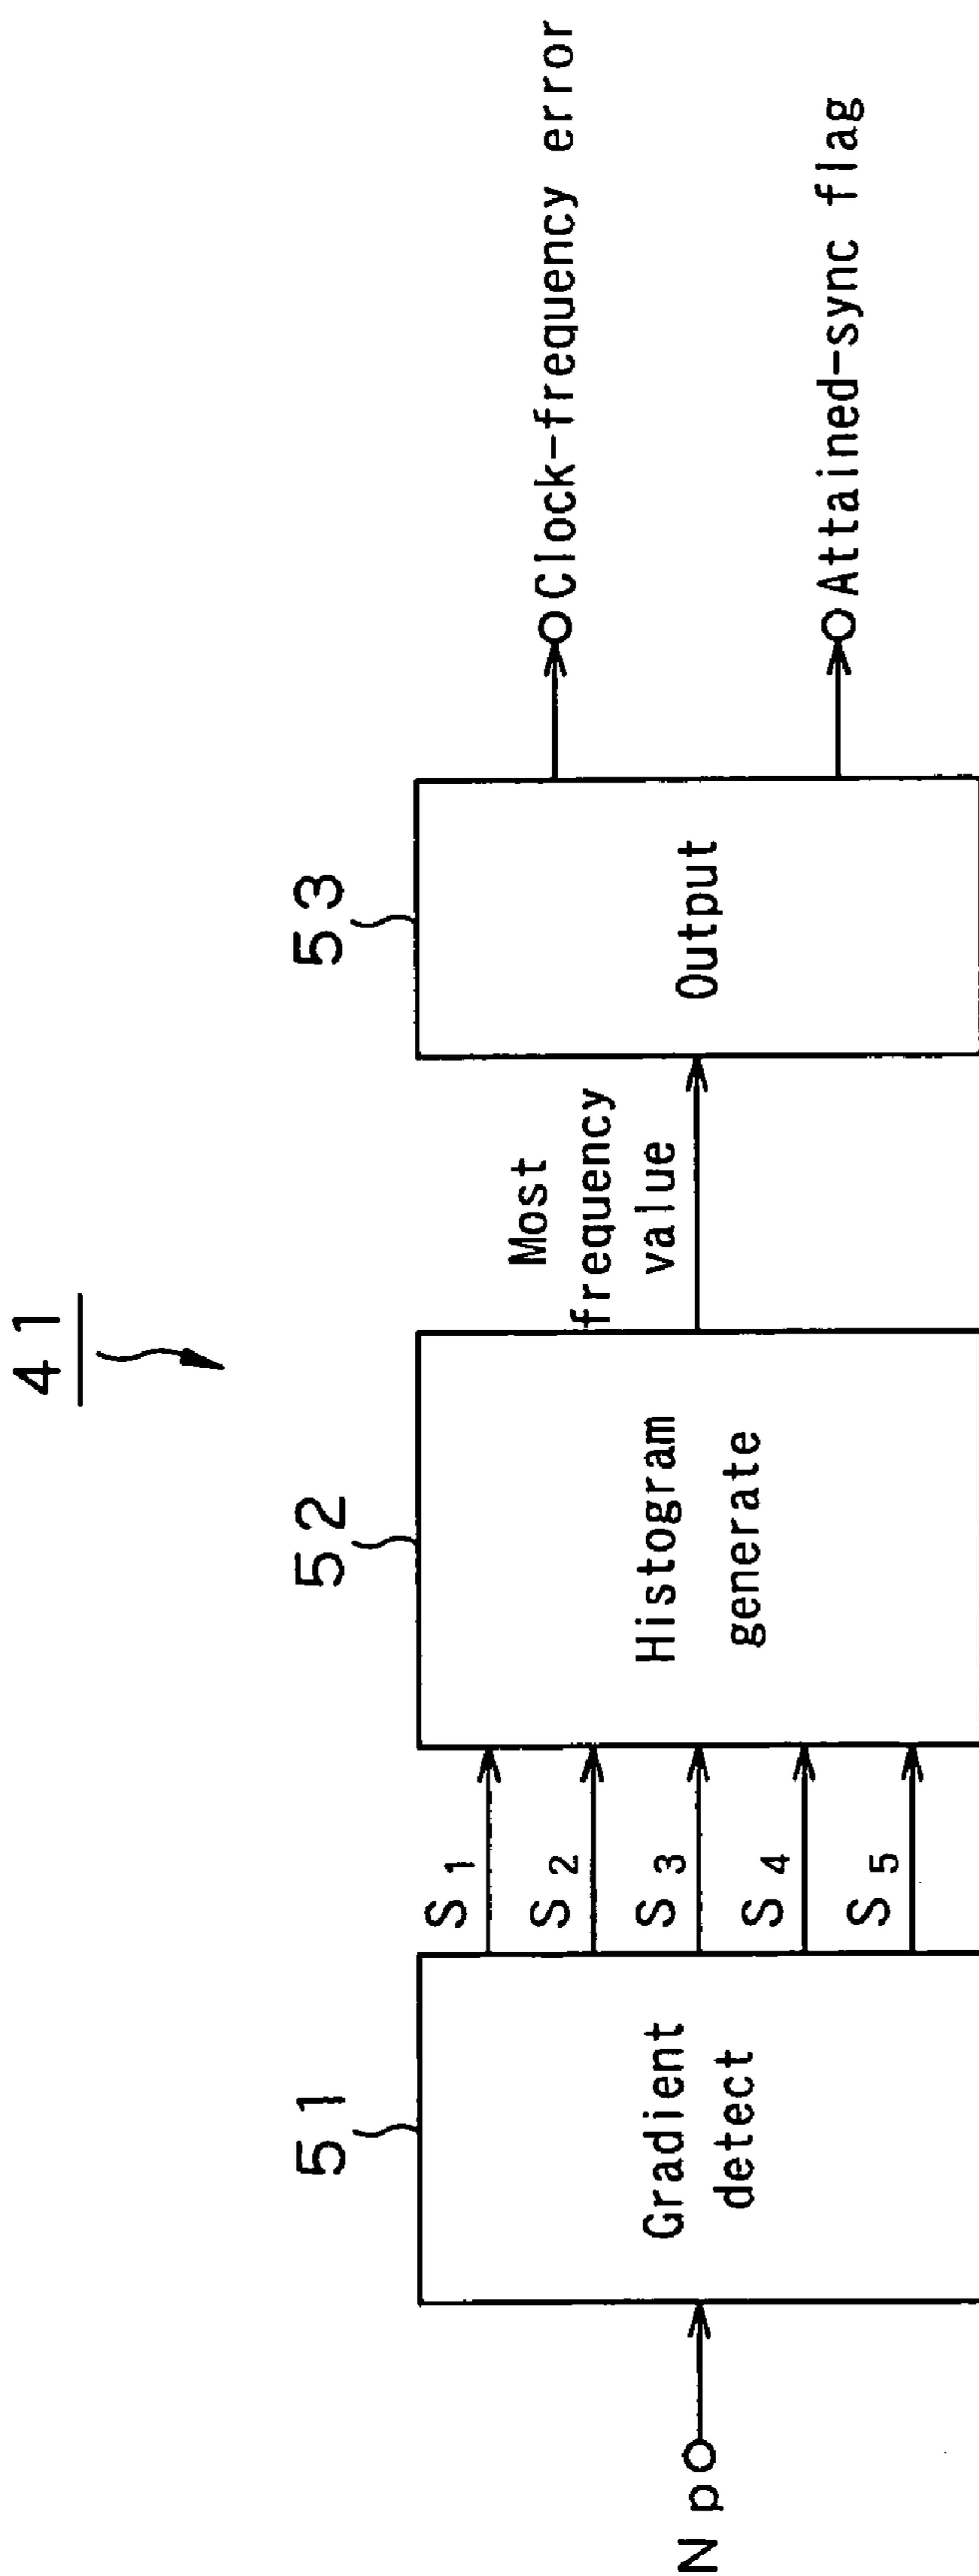 41
51
52
53
Np
Gradient
detect
S1
S2
S3
S4
S5
Histogram
generate
Most
frequency
value
Output
Clock-frequency error
Attained-sync flag